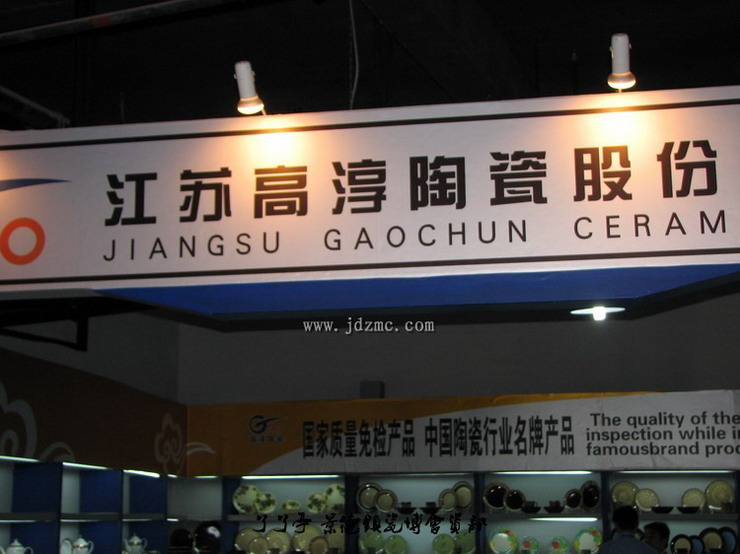 江苏高淳陶瓷股份
JIANGSU GAOCHUN CERAM
www.jdzmc.com
国家质量免检产品 中国陶瓷行业名牌产品
The quality of the
inspection while in
famousbrand prod